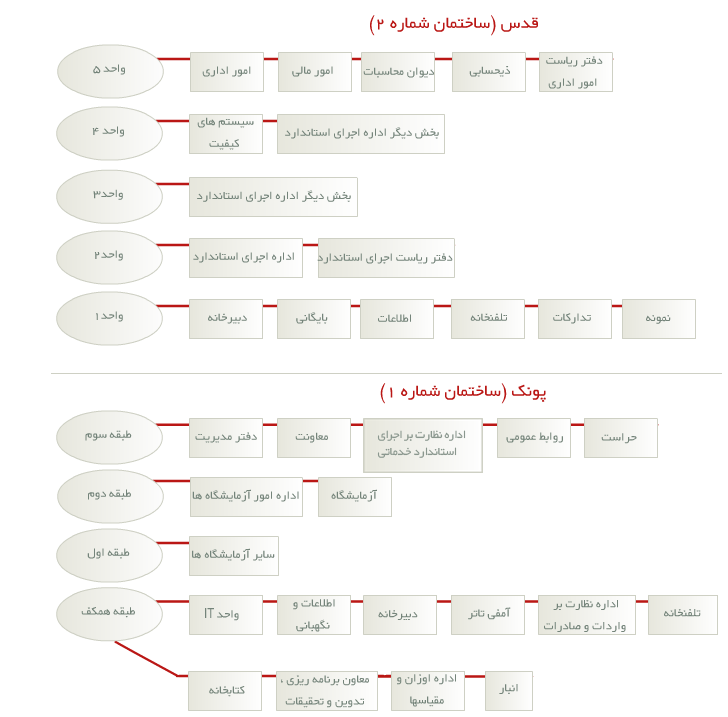 قدس (ساختمان شماره ۲)
واحد ۵
امور اداری
امور مالی
دیوان محاسبات
ذیحسابی
دفتر ریاست
امور اداری
واحد ۴
سیستم های
کیفیت
بخش دیگر اداره اجرای استاندارد
واحد۳
بخش دیگر اداره اجرای استاندارد
واحد۲
اداره اجرای استاندارد
دفتر ریاست اجرای استاندارد
واحد۱
دبیرخانه
بایگانی
اطلاعات
تلفنخانه
تدارکات
نمونه
پونک (ساختمان شماره ۱)
طبقه سوم
دفتر مدیریت
معاونت
اداره نظارت بر اجرای
استاندارد خدماتی
روابط عمومی
حراست
طبقه دوم
اداره امور آزمایشگاه ها
آزمایشگاه
طبقه اول
سایر آزمایشگاه ها
طبقه همکف
واحد IT
اطلاعات و
نگهبانی
دبیرخانه
آمفی تاتر
اداره نظارت بر
واردات و صادرات
تلفنخانه
کتابخانه
معاون برنامه ریزی ،
تدوین و تحقیقات
اداره اوزان و
مقیاسها
انبار